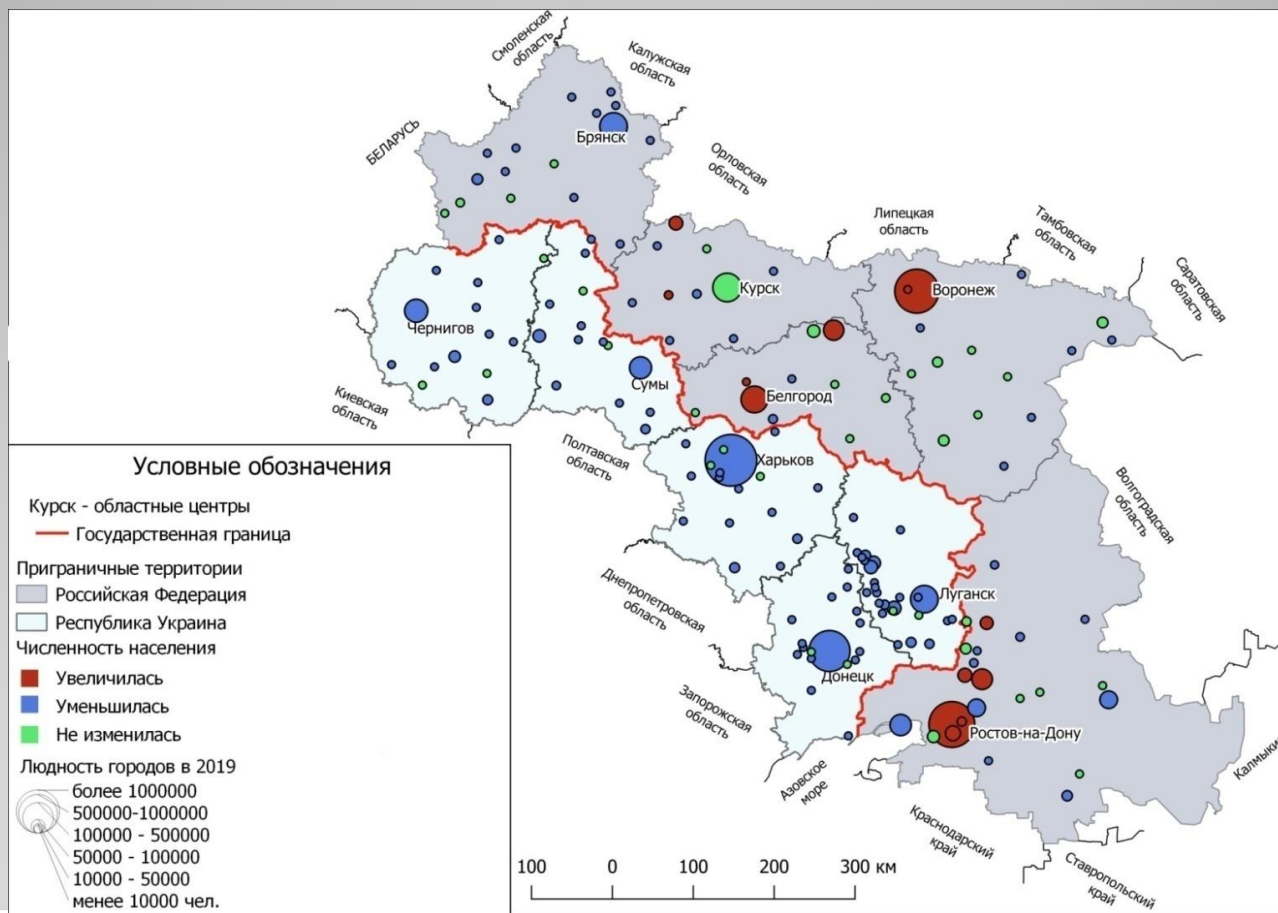 Смоленская
область
Калужская
область
БЕЛАРУСЬ
Брянск
Орловская
область
Липецкая
область
Тамбовская
область
Саратовская
область
Курск
Воронеж
Чернигов
Сумы
Белгород
Киевская
область
Полтавская
область
Харьков
Волгоградская
область
Днепропетровская
область
Луганск
Донецк
Запорожская
область
Ростов-на-Дону
Азовское
море
Калмыкия
Краснодарский
край
Ставропольский
край
Условные обозначения
Курск - областные центры
Государственная граница
Приграничные территории
Российская Федерация
Республика Украина
Численность населения
Увеличилась
Уменьшилась
Не изменилась
Людность городов в 2019
более 1000000
500000-1000000
100000 - 500000
50000 - 100000
10000 - 50000
менее 10000 чел.
100 0 100 200 300 км